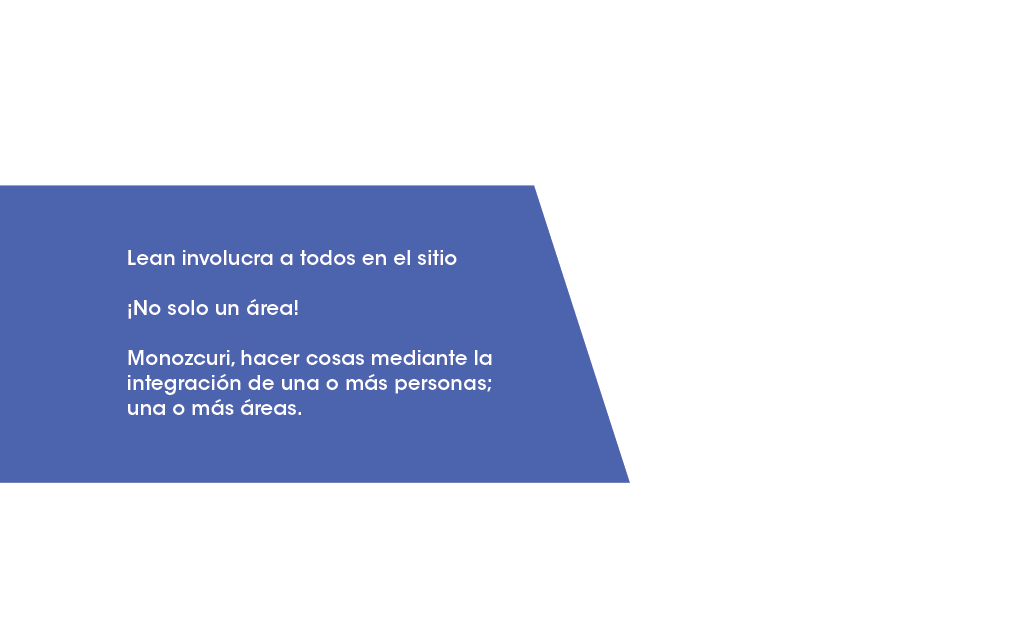 Lean involucra a todos en el sitio
¡No solo un área!
Monozcuri, hacer cosas mediante la
integración de una o más personas;
una o más áreas.